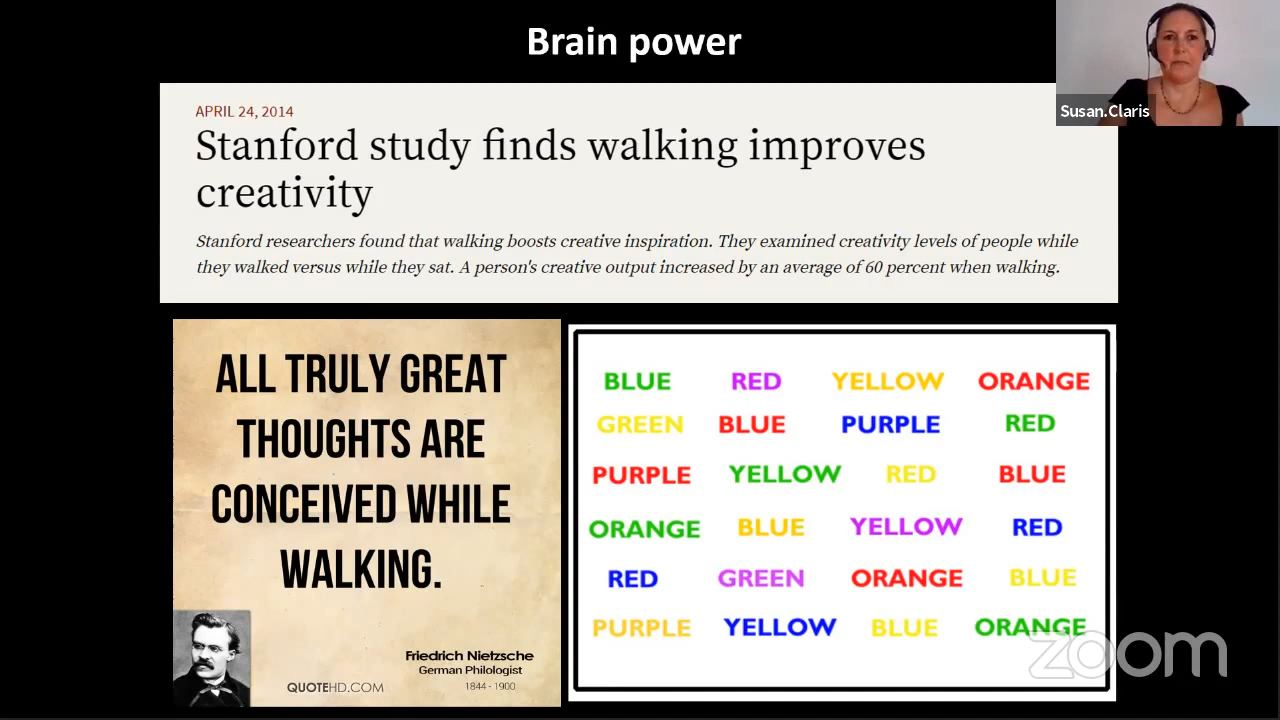 Brain power
Susan.Claris
APRIL 24, 2014
Stanford study finds walking improves
creativity
Stanford researchers found that walking boosts creative inspiration. They examined creativity levels of people while
they walked versus while they sat. A person's creative output increased by an average of 60 percent when walking.
ALL TRULY GREAT
THOUGHTS ARE
CONCEIVED WHILE
WALKING.
Friedrich Nietzsche
German Philologist
1844 - 1900
QUOTEHD.COM
BLUE RED YELLOW ORANGE
GREEN BLUE PURPLE RED
PURPLE YELLOW RED BLUE
ORANGE BLUE YELLOW RED
RED GREEN ORANGE BLUE
PURPLE YELLOW BLUE ORANGE
zoom